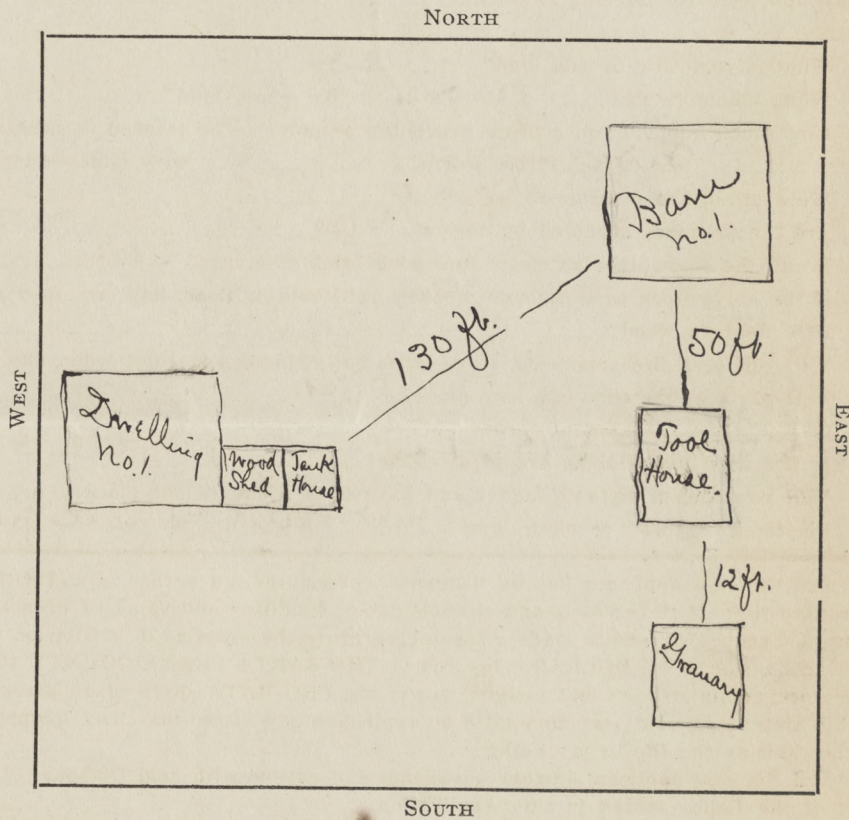 NORTH
Barn
No.1.
130 ft.
50 ft.
WEST
EAST
Dwelling
No.1.
Wood
Shed
Tank
House
Tool
House.
12 ft.
Granary
SOUTH